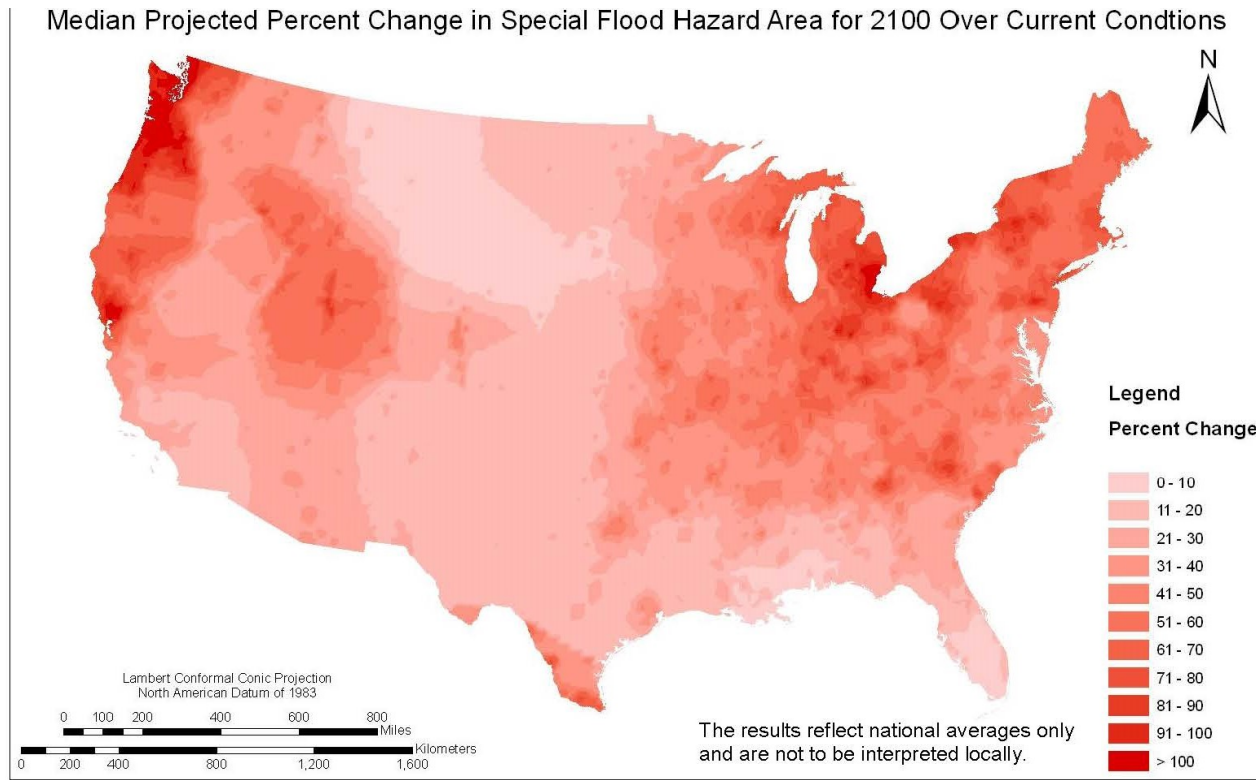 Median Projected Percent Change in Special Flood Hazard Area for 2100 Over Current Condtions
N
Legend
Percent Change
0 - 10
11 - 20
21 - 30
31 - 40
41 - 50
51 - 60
61 - 70
71 - 80
81 - 90
91 - 100
> 100
Lambert Conformal Conic Projection
North American Datum of 1983
0 100 200 400 600 800
Miles
Kilometers
0 200 400 800 1,200 1,600
The results reflect national averages only
and are not to be interpreted locally.